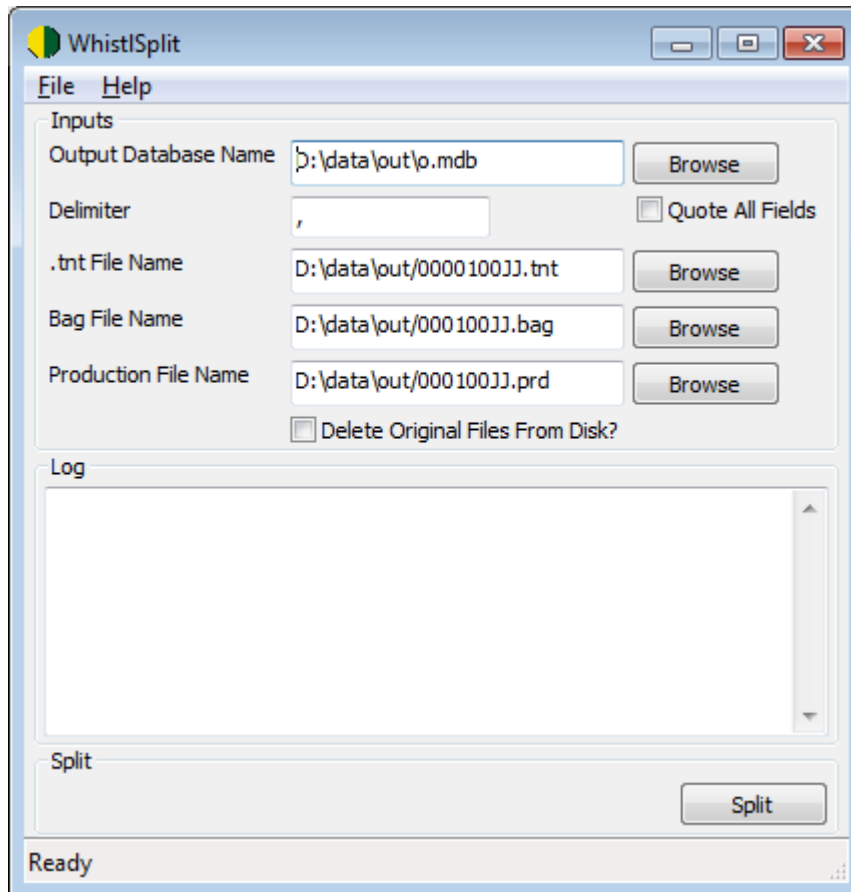 WhistlSplit
File Help
Inputs
Output Database Name D:\data\out\o.mdb Browse
Delimiter , Quote All Fields
.tnt File Name D:\data\out/0000100JJ.tnt Browse
Bag File Name D:\data\out/000100JJ.bag Browse
Production File Name D:\data\out/000100JJ.prd Browse
Delete Original Files From Disk?
Log
Split
Split
Ready